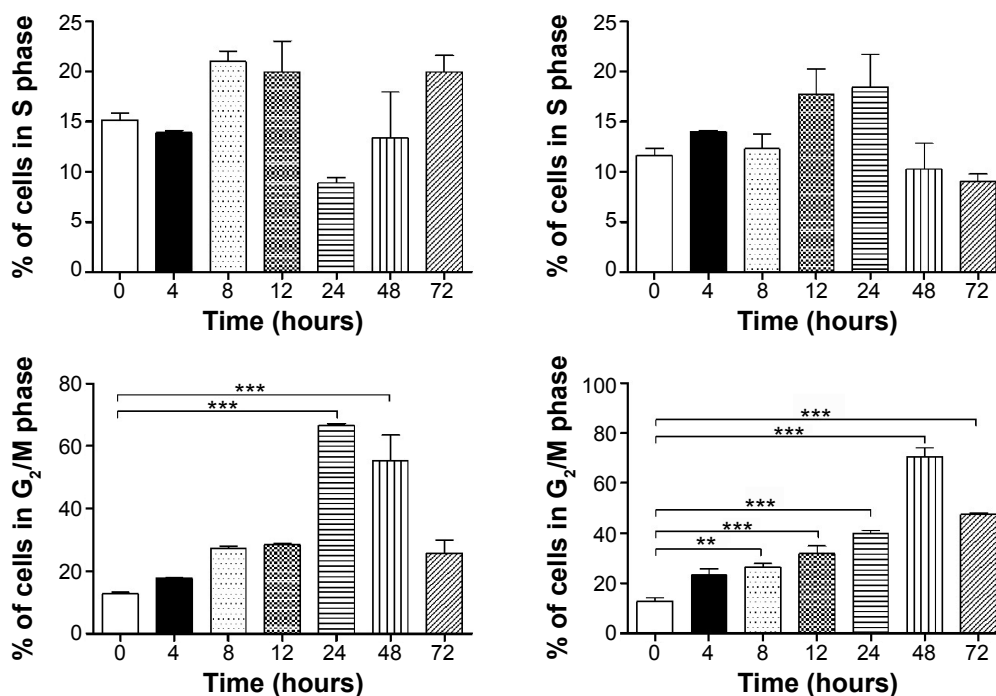 % of cells in S phase
25
20
15
10
5
0
0 4 8 12 24 48 72
Time (hours)
% of cells in S phase
25
20
15
10
5
0
0 4 8 12 24 48 72
Time (hours)
% of cells in G2/M phase
80
60
40
20
0
***
***
0 4 8 12 24 48 72
Time (hours)
% of cells in G2/M phase
100
80
60
40
20
0
***
***
***
***
**
0 4 8 12 24 48 72
Time (hours)